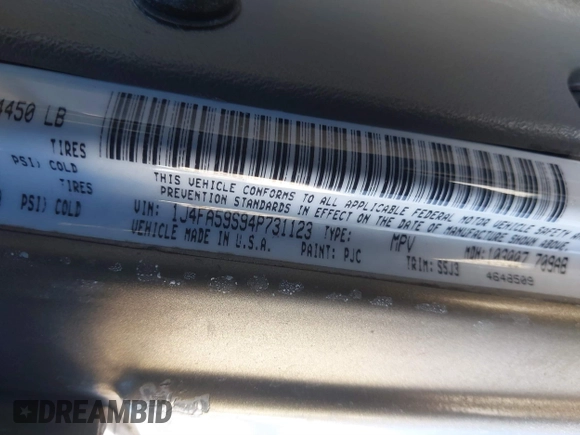 4450 LB
TIRES
PSI) COLD
TIRES
PSI) COLD
THIS VEHICLE CONFORMS TO ALL APPLICABLE FEDERAL MOTOR VEHICLE SAFETY,
PREVENTION STANDARDS IN EFFECT ON THE DATE OF MANUFACTURE SHOWN ABOVE.
VIN: 1J4FA59S94P731123 TYPE: MPV
VEHICLE MADE IN U.S.A. PAINT: PJC TRIM: SSJ3
709AB
4648509
DREAMBID